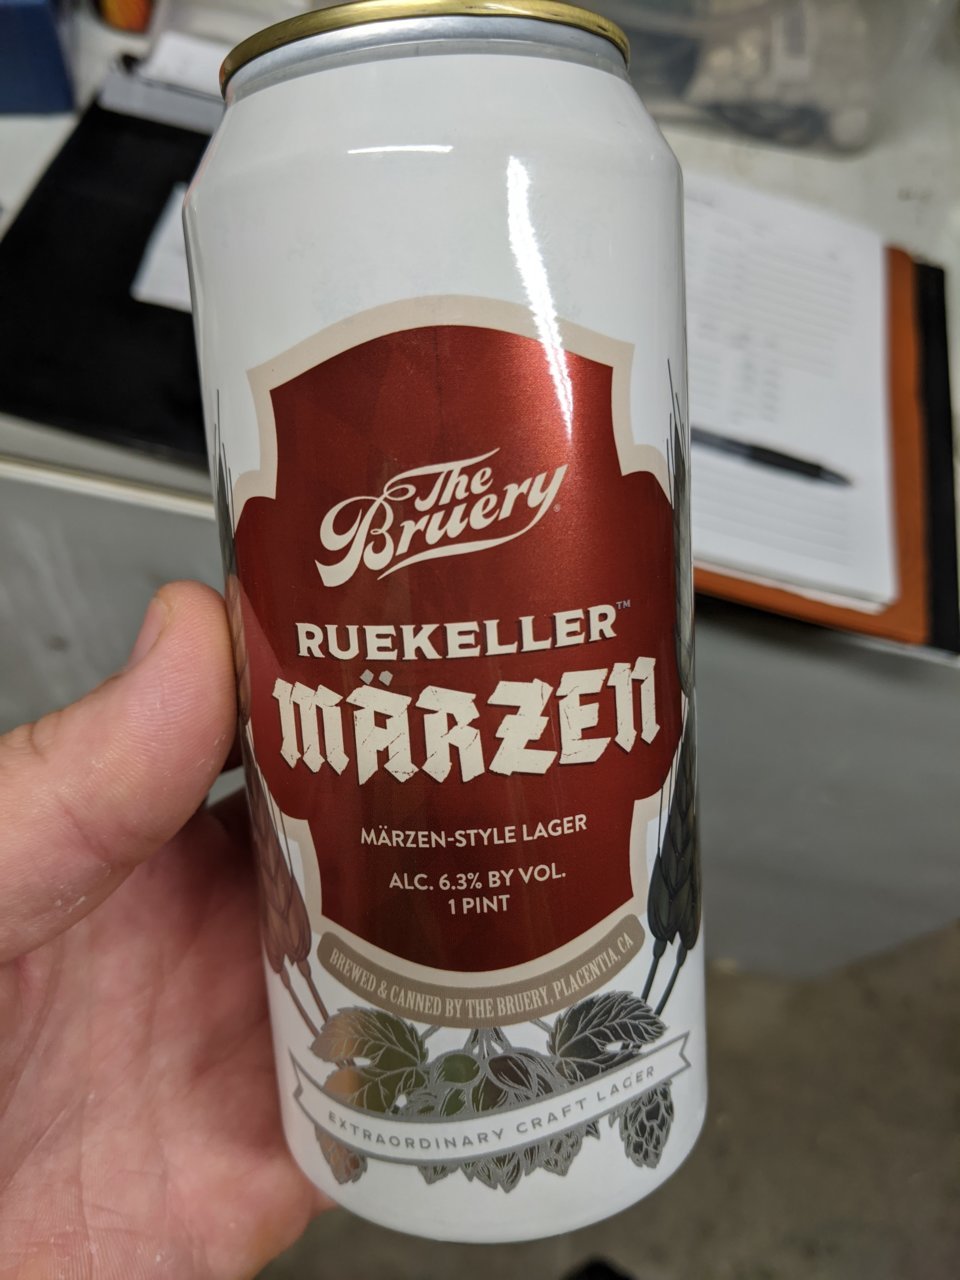 The
Bruery®
RUEKELLER™
MÄRZEN
MÄRZEN-STYLE LAGER
ALC. 6.3% BY VOL.
1 PINT
BREWED & CANNED BY THE BRUERY, PLACENTIA, CA
EXTRAORDINARY CRAFT LAGER